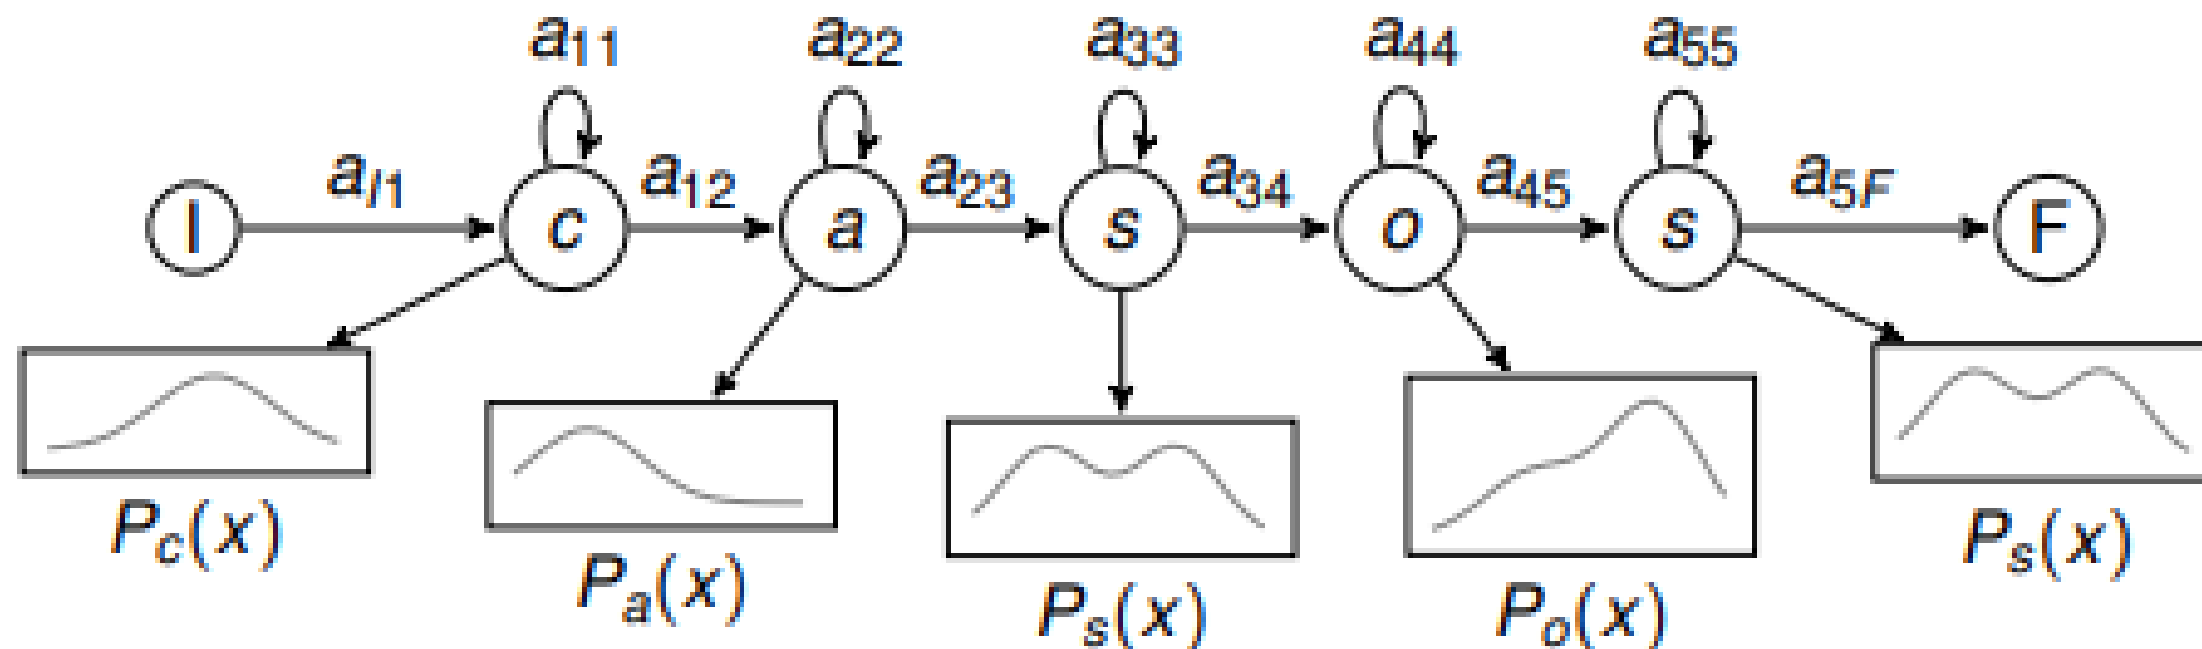 a11 a22 a33 a44 a55
aI1 a12 a23 a34 a45 a5F
I c a s o s F
Pc(x) Pa(x) Ps(x) Po(x) Ps(x)